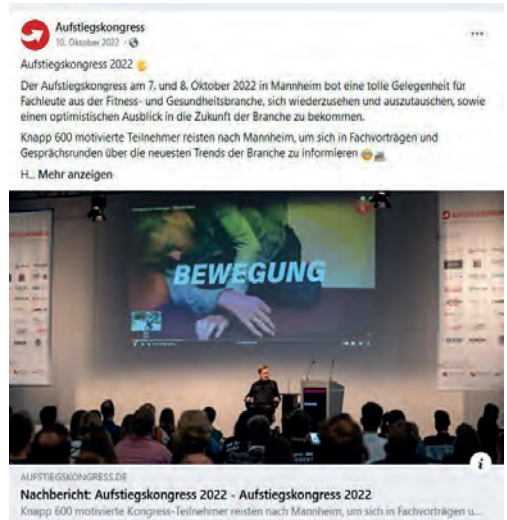 Aufstiegskongress
10. Oktober 2022
Aufstiegskongress 2022
Der Aufstiegskongress am 7. und 8. Oktober 2022 in Mannheim bot eine tolle Gelegenheit für
Fachleute aus der Fitness- und Gesundheitsbranche, sich wiederzusehen und auszutauschen, sowie
einen optimistischen Ausblick in die Zukunft der Branche zu bekommen.
Knapp 600 motivierte Teilnehmer reisten nach Mannheim, um sich in Fachvorträgen und
Gesprächsrunden über die neuesten Trends der Branche zu informieren
H... Mehr anzeigen
BEWEGUNG
AUFSTIEGSKONGRESS.DE
Nachbericht: Aufstiegskongress 2022 - Aufstiegskongress 2022
Knapp 600 motivierte Kongress-Teilnehmer reisten nach Mannheim, um sich in Fachvorträgen u...